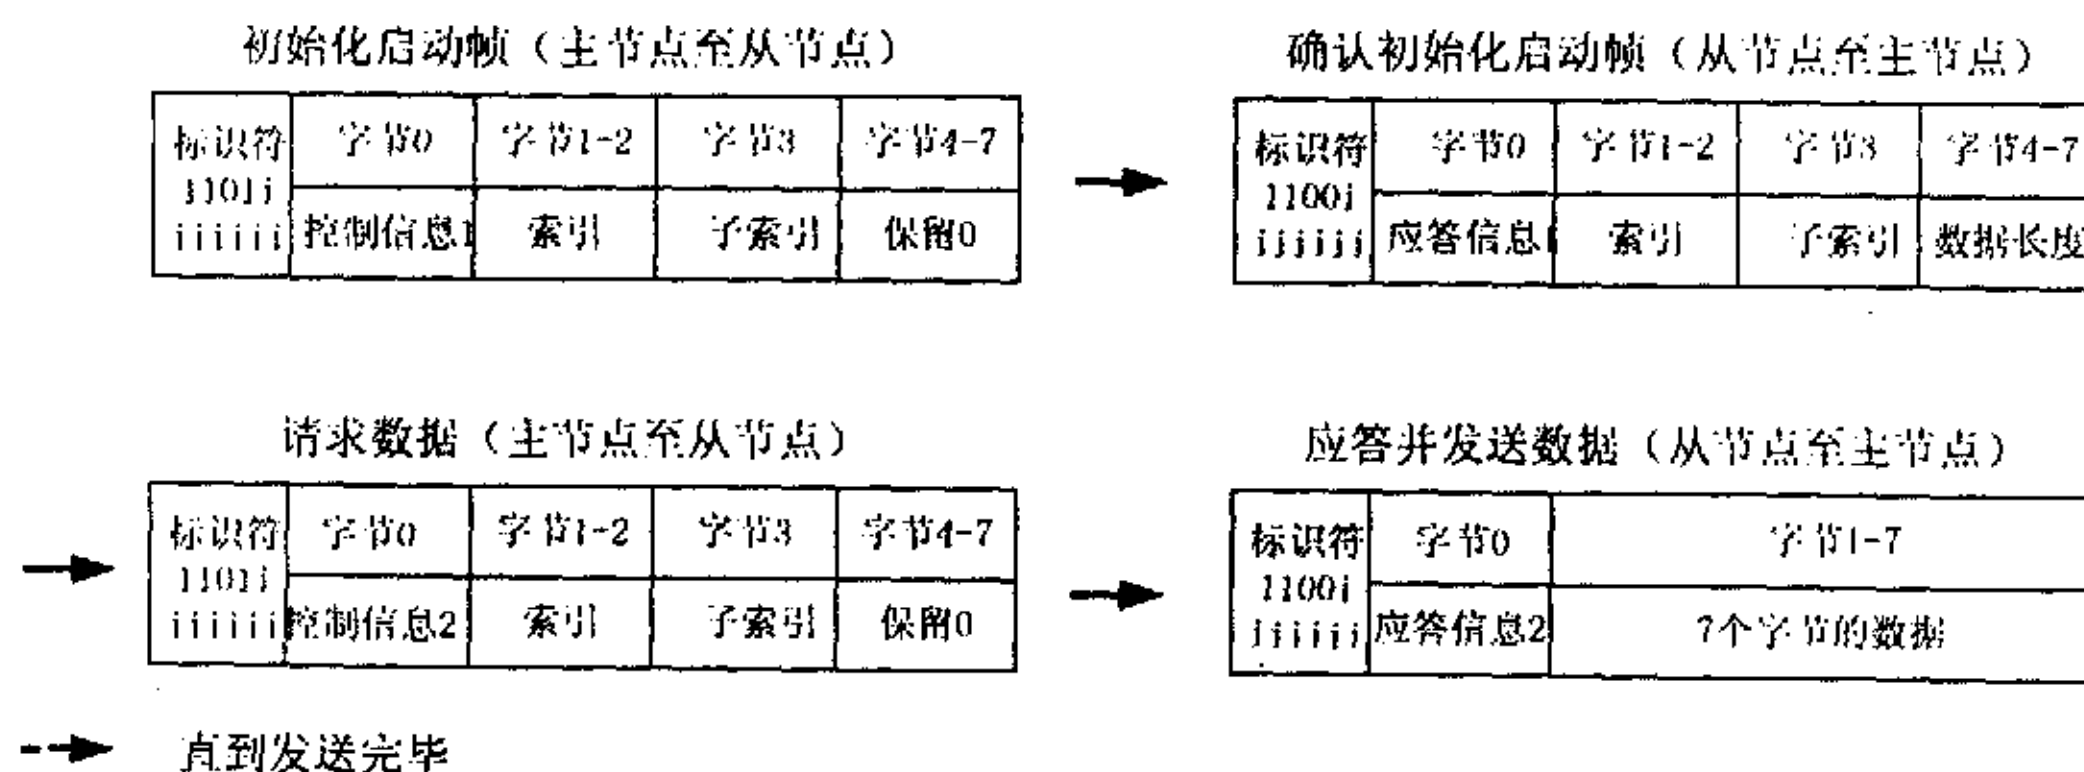 初始化启动帧（主节点至从节点）
标识符 字节0 字节1-2 字节3 字节4-7
1101i
iiiiii 控制信息1 索引 子索引 保留0
确认初始化启动帧（从节点至主节点）
标识符 字节0 字节1-2 字节3 字节4-7
1100i
iiiiii 应答信息1 索引 子索引 数据长度
请求数据（主节点至从节点）
标识符 字节0 字节1-2 字节3 字节4-7
1101i
iiiiii 控制信息2 索引 子索引 保留0
应答并发送数据（从节点至主节点）
标识符 字节0 字节1-7
1100i
iiiiii 应答信息2 7个字节的数据
直到发送完毕